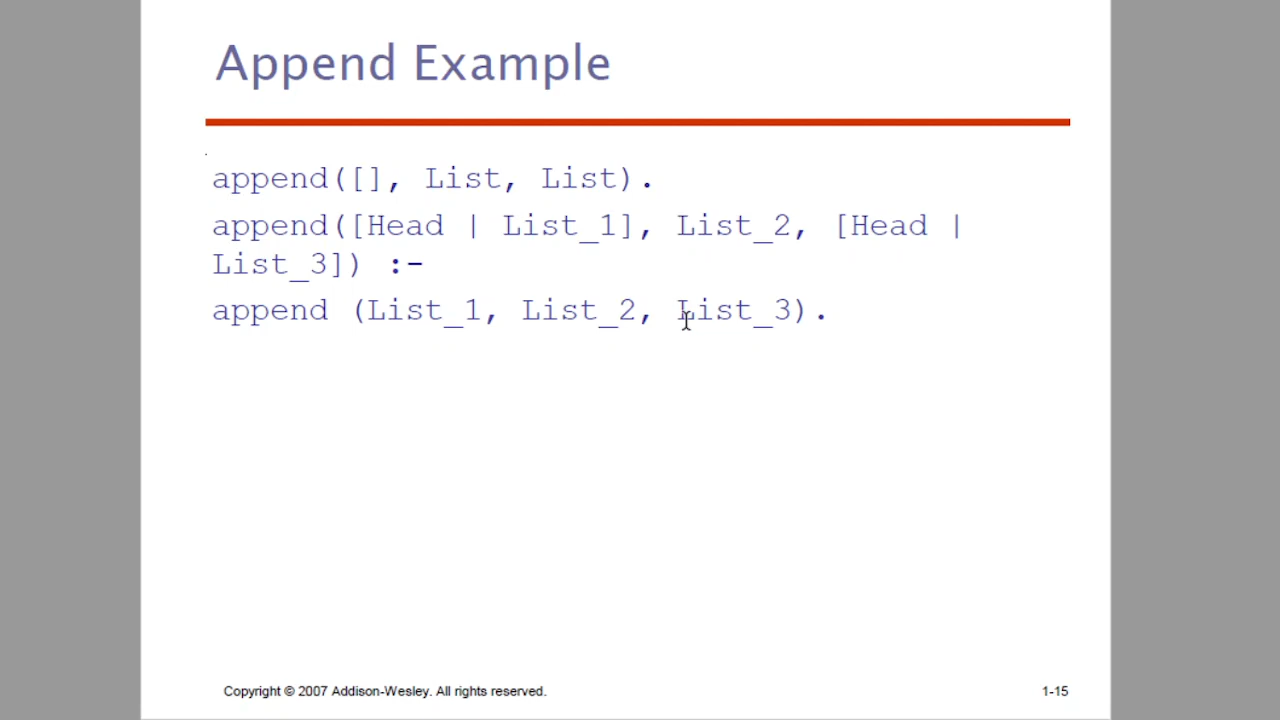 Append Example
append([], List, List).
append([Head | List_1], List_2, [Head |
List_3]) :-
append (List_1, List_2, List_3).
Copyright © 2007 Addison-Wesley. All rights reserved.
1-15